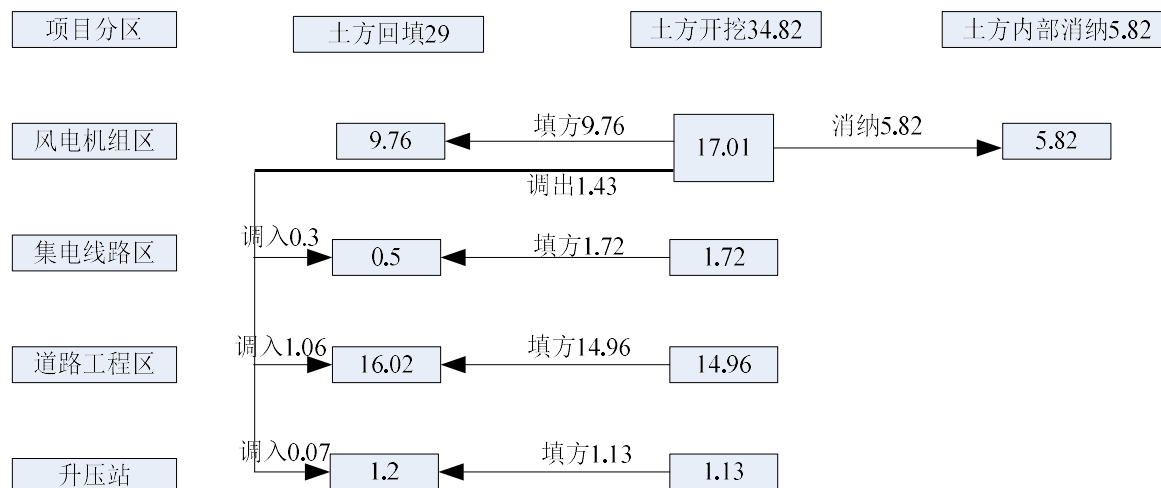 项目分区 土方回填29 土方开挖34.82 土方内部消纳5.82
风电机组区 9.76 填方9.76 17.01 消纳5.82 5.82
调出1.43
集电线路区 调入0.3 0.5 填方1.72 1.72
道路工程区 调入1.06 16.02 填方14.96 14.96
升压站 调入0.07 1.2 填方1.13 1.13